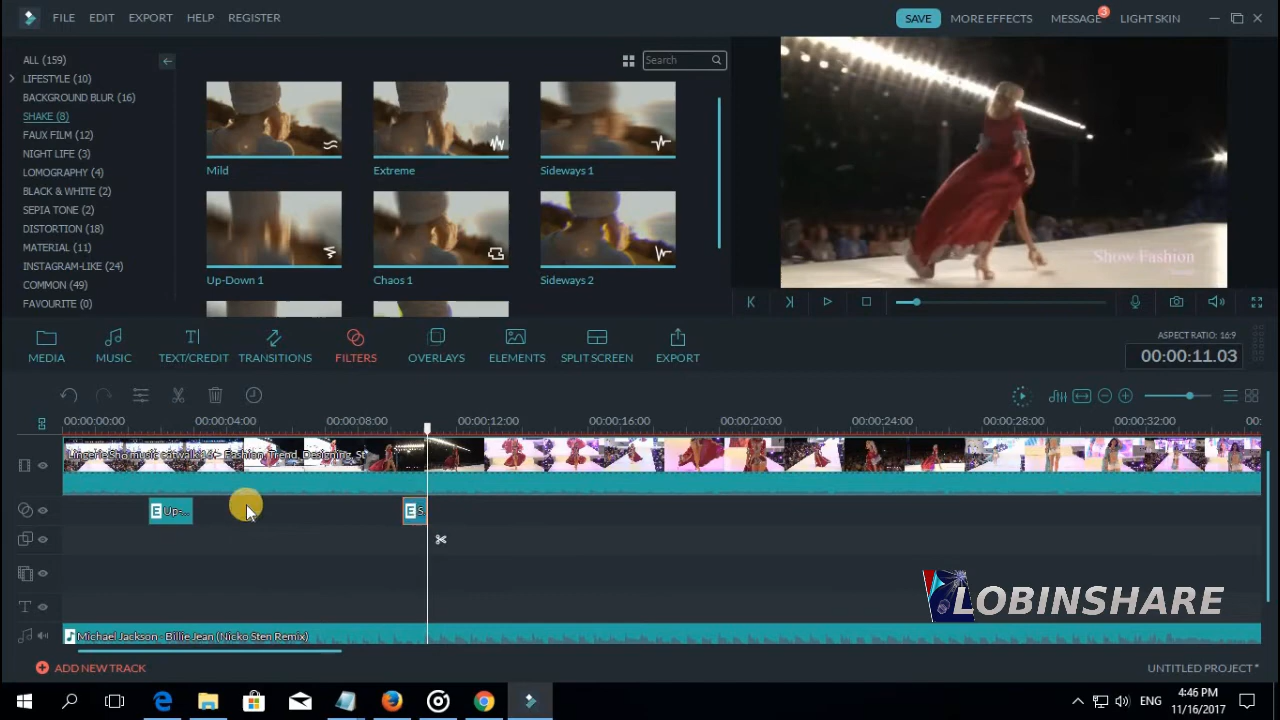 FILE EDIT EXPORT HELP REGISTER
SAVE MORE EFFECTS MESSAGE 3 LIGHT SKIN
ALL (159)
LIFESTYLE (10)
BACKGROUND BLUR (16)
SHAKE (8)
FAUX FILM (12)
NIGHT LIFE (3)
LOMOGRAPHY (4)
BLACK & WHITE (2)
SEPIA TONE (2)
DISTORTION (18)
MATERIAL (11)
INSTAGRAM-LIKE (24)
COMMON (49)
FAVOURITE (0)
Search
Mild Extreme Sideways 1
Up-Down 1 Chaos 1 Sideways 2
Show Fashion
MEDIA MUSIC TEXT/CREDIT TRANSITIONS FILTERS OVERLAYS ELEMENTS SPLIT SCREEN EXPORT
ASPECT RATIO: 16:9
00:00:11.03
00:00:00:00 00:00:04:00 00:00:08:00 00:00:12:00 00:00:16:00 00:00:20:00 00:00:24:00 00:00:28:00 00:00:32:00 00:
Fashion, Trend, Designing, St
E Up-... E S
LOBINSHARE
Michael Jackson - Billie Jean (Nicko Sten Remix)
ADD NEW TRACK
UNTITLED PROJECT *
ENG
4:46 PM
11/16/2017